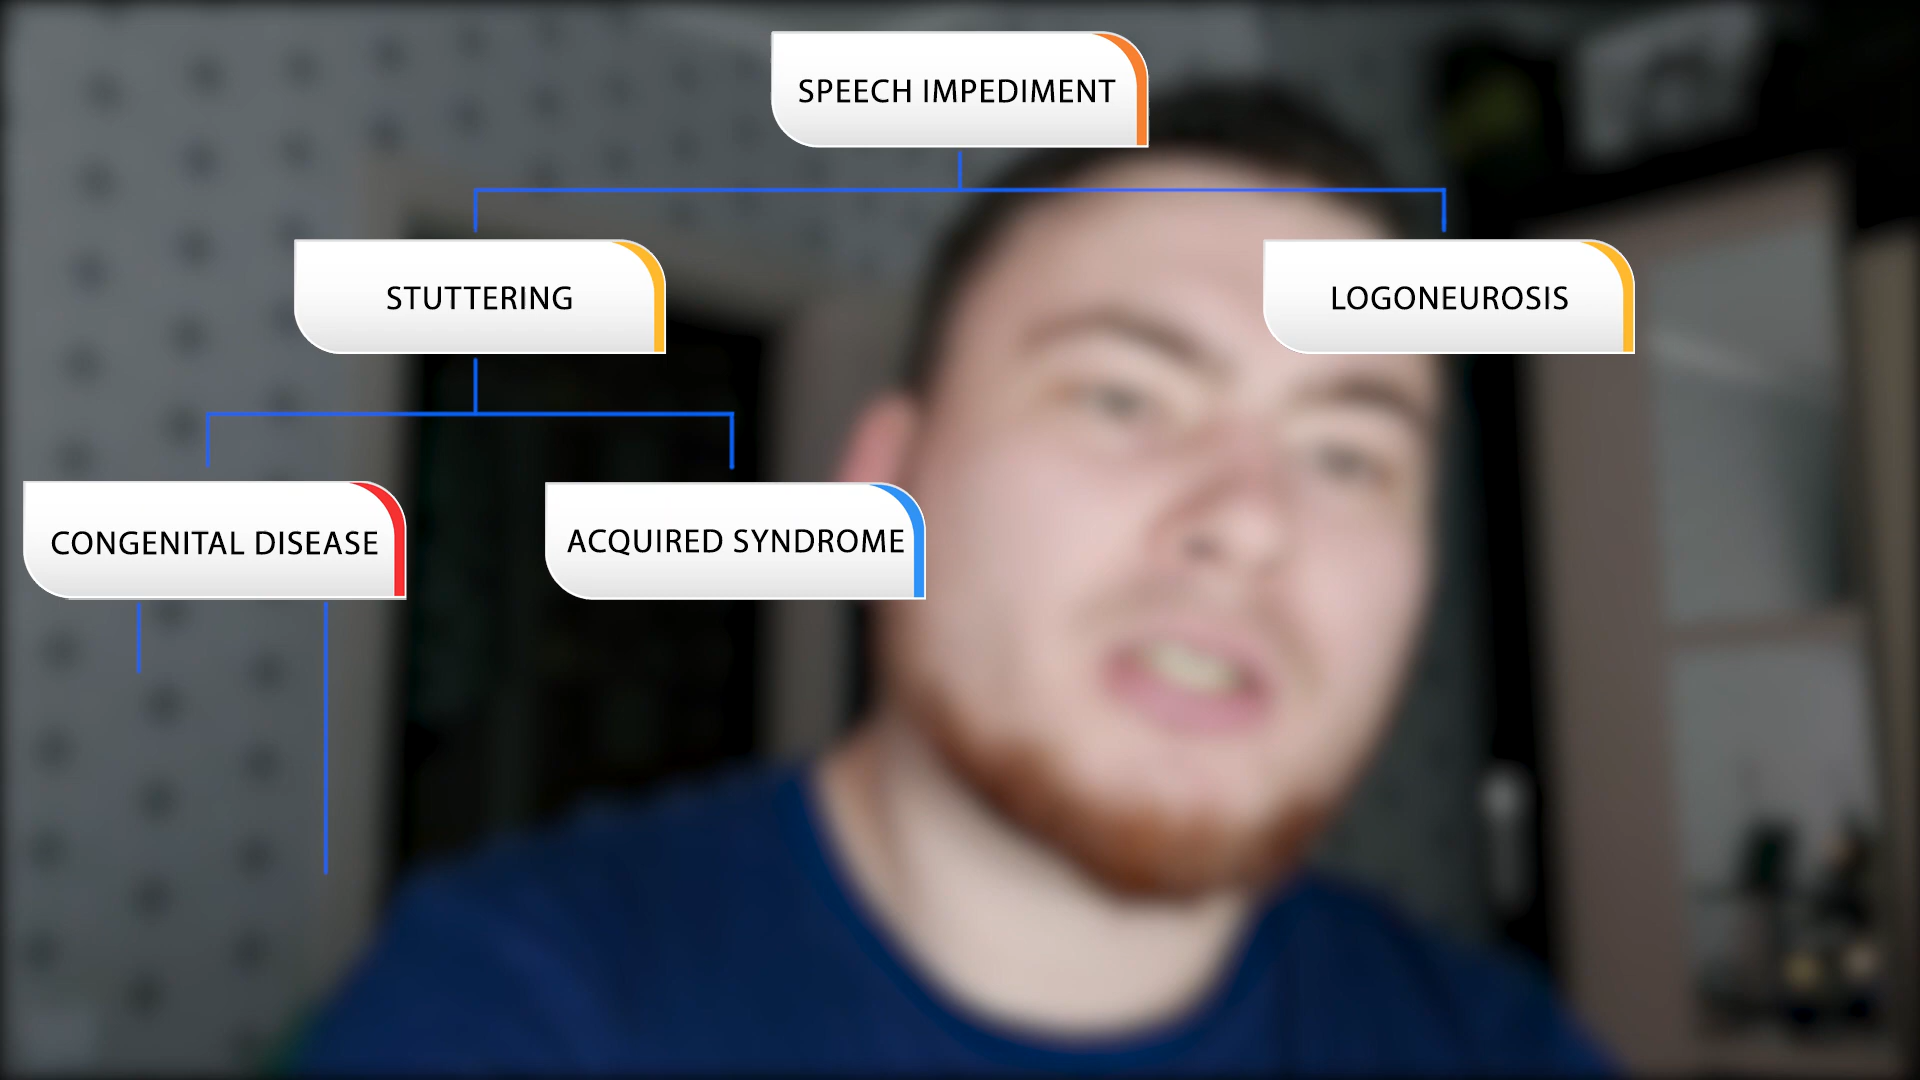 SPEECH IMPEDIMENT
STUTTERING
LOGONEUROSIS
CONGENITAL DISEASE
ACQUIRED SYNDROME